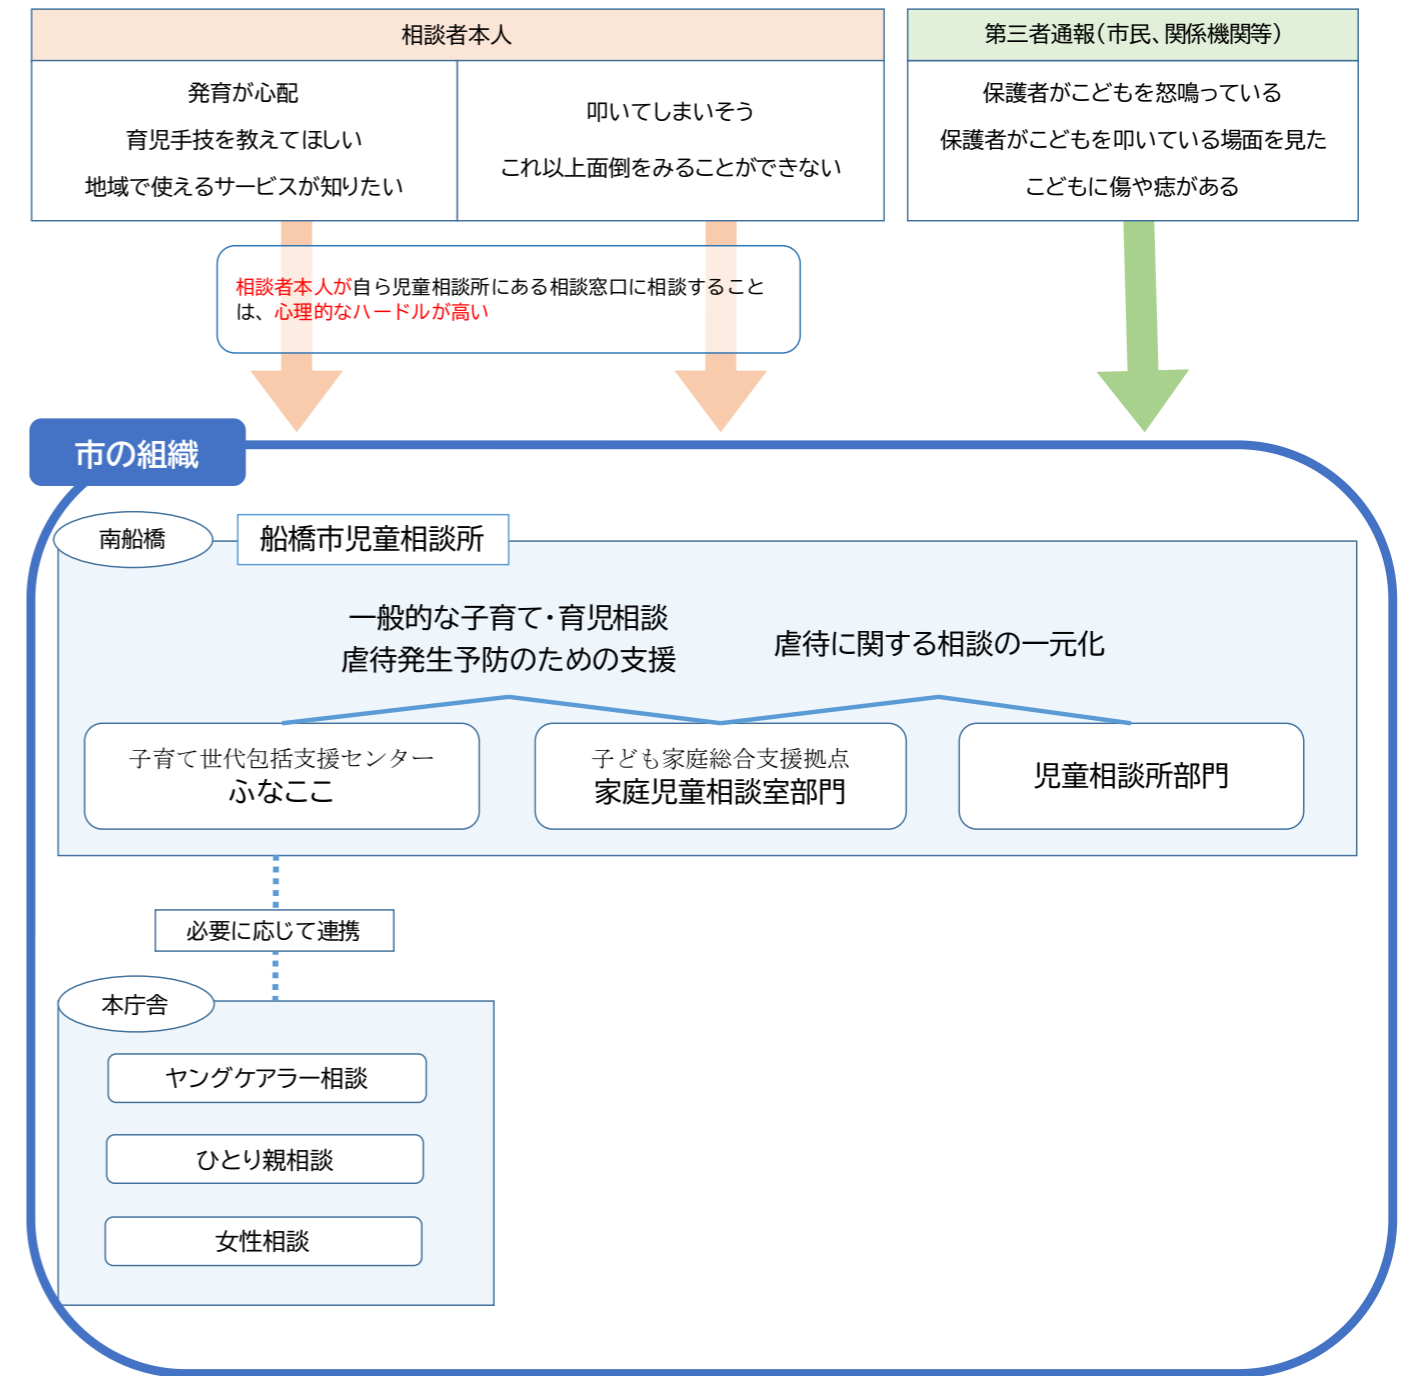 相談者本人
発育が心配
育児手技を教えてほしい
地域で使えるサービスが知りたい
叩いてしまいそう
これ以上面倒をみることができない
第三者通報（市民、関係機関等）
保護者がこどもを怒鳴っている
保護者がこどもを叩いている場面を見た
こどもに傷や痣がある
相談者本人が自ら児童相談所にある相談窓口に相談すること
は、心理的なハードルが高い
市の組織
南船橋
船橋市児童相談所
一般的な子育て・育児相談
虐待発生予防のための支援
虐待に関する相談の一元化
子育て世代包括支援センター
ふなここ
子ども家庭総合支援拠点
家庭児童相談室部門
児童相談所部門
必要に応じて連携
本庁舎
ヤングケアラー相談
ひとり親相談
女性相談